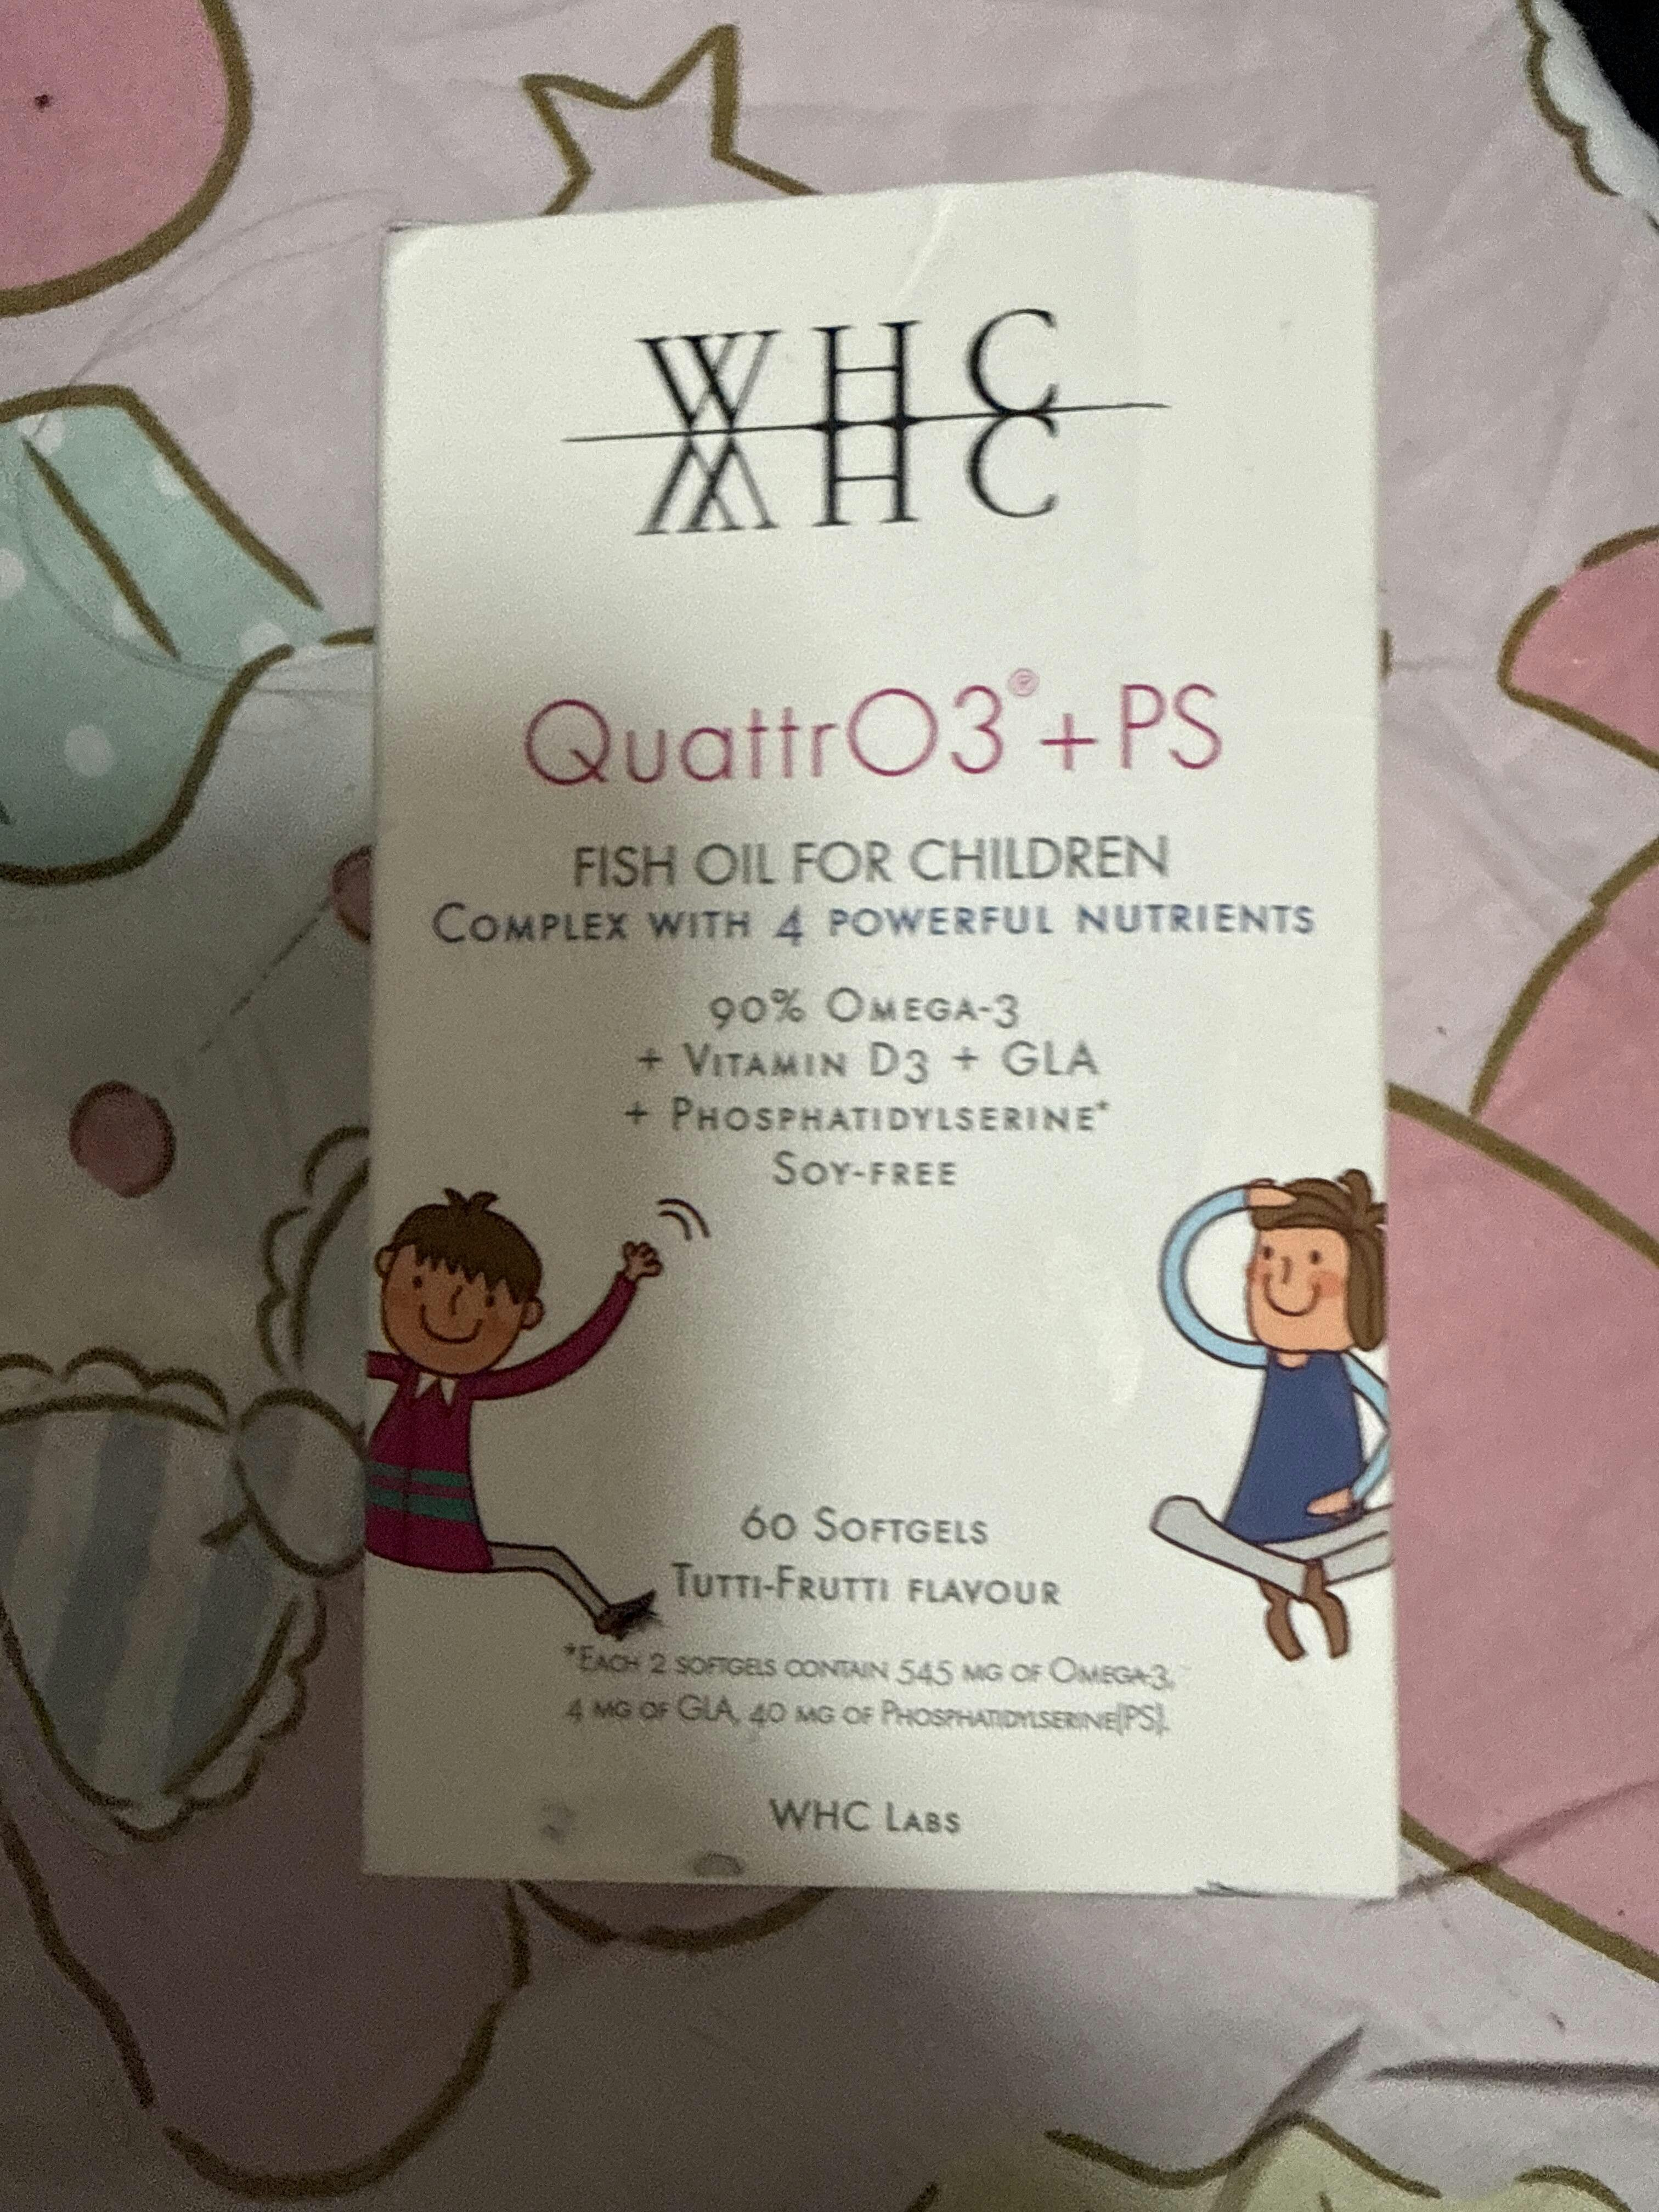 WHC
QuattrO3®+PS
FISH OIL FOR CHILDREN
COMPLEX WITH 4 POWERFUL NUTRIENTS
90% OMEGA-3
+ VITAMIN D3 + GLA
+ PHOSPHATIDYLSERINE*
SOY-FREE
60 SOFTGELS
TUTTI-FRUTTI FLAVOUR
*EACH 2 SOFTGELS CONTAIN 545 MG OF OMEGA-3,
4 MG OF GLA, 40 MG OF PHOSPHATIDYLSERINE(PS).
WHC LABS